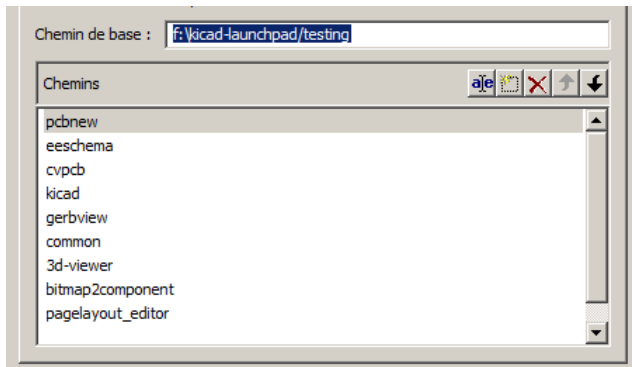 Chemin de base : f:\kicad-launchpad/testing
Chemins
pcbnew
eeschema
cvpcb
kicad
gerbview
common
3d-viewer
bitmap2component
pagelayout_editor